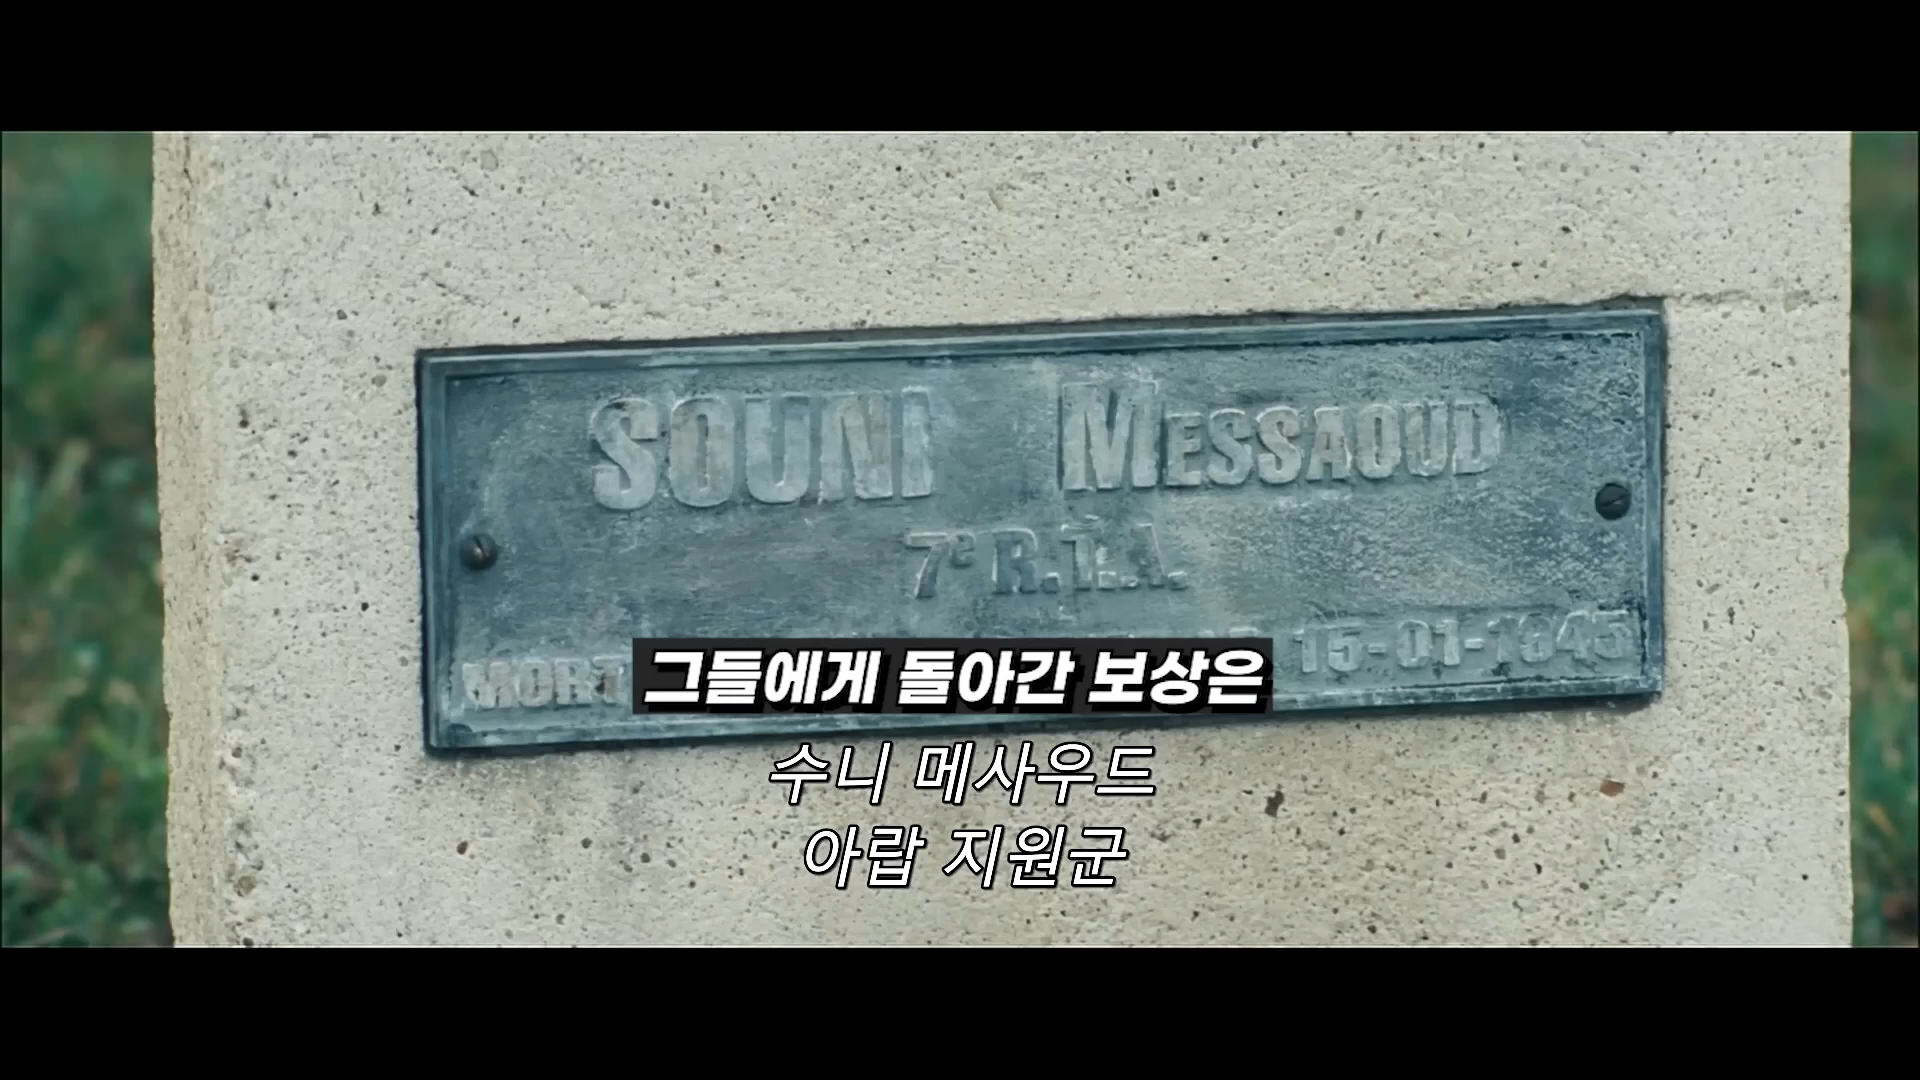 SOUNI MESSAOUD
7e R.T.A.
MORT 15-01-1945
그들에게 돌아간 보상은
수니 메사우드
아랍 지원군